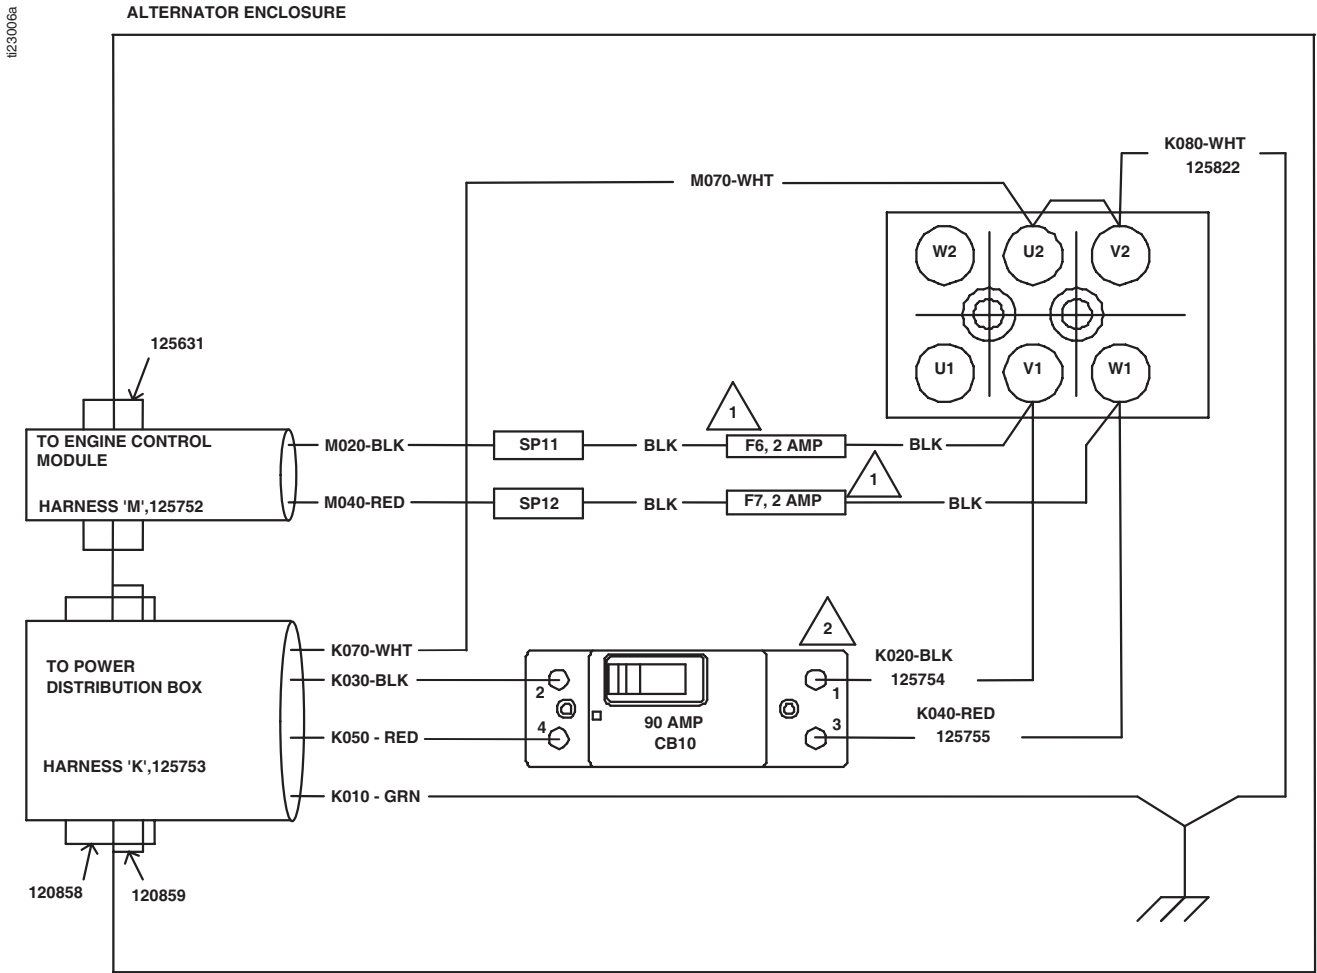 ti23006a
ALTERNATOR ENCLOSURE
K080-WHT
125822
M070-WHT
W2
U2
V2
U1
V1
W1
125631
1
TO ENGINE CONTROL
MODULE
HARNESS 'M',125752
M020-BLK
SP11
BLK
F6, 2 AMP
BLK
1
M040-RED
SP12
BLK
F7, 2 AMP
BLK
TO POWER
DISTRIBUTION BOX
HARNESS 'K',125753
K070-WHT
K030-BLK
K050 - RED
K010 - GRN
2
4
90 AMP
CB10
2
1
3
K020-BLK
125754
K040-RED
125755
120858
120859